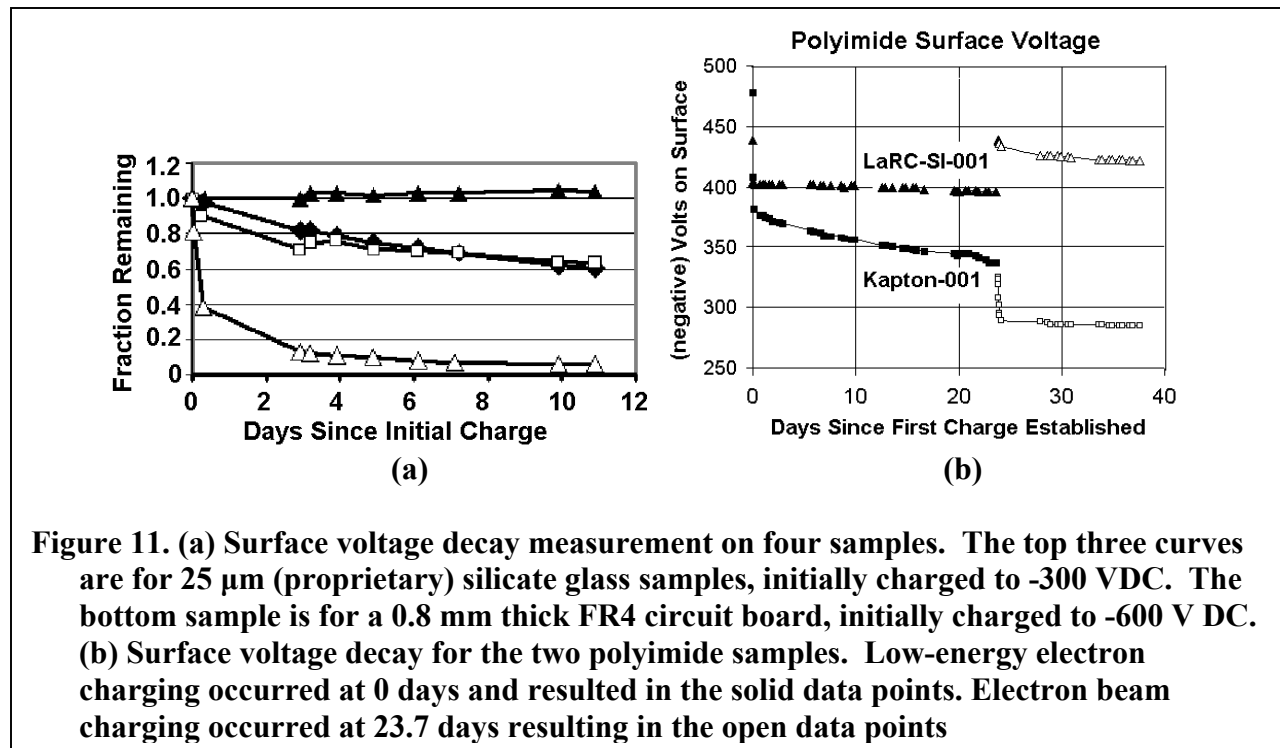 1.2
1.0
0.8
0.6
0.4
0.2
0
Fraction Remaining
0 2 4 6 8 10 12
Days Since Initial Charge
(a)
Polyimide Surface Voltage
500
450
400
350
300
250
(negative) Volts on Surface
LaRC-SI-001
Kapton-001
0 10 20 30 40
Days Since First Charge Established
(b)
Figure 11. (a) Surface voltage decay measurement on four samples. The top three curves
are for 25 μm (proprietary) silicate glass samples, initially charged to -300 VDC. The
bottom sample is for a 0.8 mm thick FR4 circuit board, initially charged to -600 V DC.
(b) Surface voltage decay for the two polyimide samples. Low-energy electron
charging occurred at 0 days and resulted in the solid data points. Electron beam
charging occurred at 23.7 days resulting in the open data points